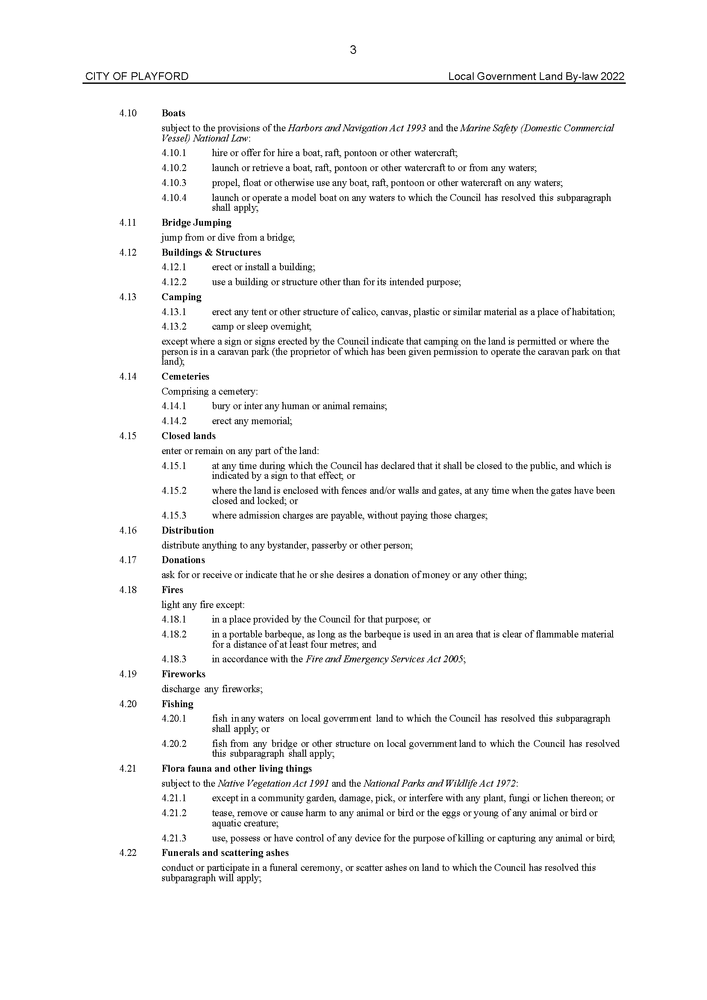 3
CITY OF PLAYFORD Local Government Land By-law 2022
4.10 Boats
subject to the provisions of the Harbors and Navigation Act 1993 and the Marine Safety (Domestic Commercial
Vessel) National Law:
4.10.1 hire or offer for hire a boat, raft, pontoon or other watercraft;
4.10.2 launch or retrieve a boat, raft, pontoon or other watercraft to or from any waters;
4.10.3 propel, float or otherwise use any boat, raft, pontoon or other watercraft on any waters;
4.10.4 launch or operate a model boat on any waters to which the Council has resolved this subparagraph
shall apply;
4.11 Bridge Jumping
jump from or dive from a bridge;
4.12 Buildings & Structures
4.12.1 erect or install a building;
4.12.2 use a building or structure other than for its intended purpose;
4.13 Camping
4.13.1 erect any tent or other structure of calico, canvas, plastic or similar material as a place of habitation;
4.13.2 camp or sleep overnight;
except where a sign or signs erected by the Council indicate that camping on the land is permitted or where the
person is in a caravan park (the proprietor of which has been given permission to operate the caravan park on that
land);
4.14 Cemeteries
Comprising a cemetery:
4.14.1 bury or inter any human or animal remains;
4.14.2 erect any memorial;
4.15 Closed lands
enter or remain on any part of the land:
4.15.1 at any time during which the Council has declared that it shall be closed to the public, and which is
indicated by a sign to that effect; or
4.15.2 where the land is enclosed with fences and/or walls and gates, at any time when the gates have been
closed and locked; or
4.15.3 where admission charges are payable, without paying those charges;
4.16 Distribution
distribute anything to any bystander, passerby or other person;
4.17 Donations
ask for or receive or indicate that he or she desires a donation of money or any other thing;
4.18 Fires
light any fire except:
4.18.1 in a place provided by the Council for that purpose; or
4.18.2 in a portable barbeque, as long as the barbeque is used in an area that is clear of flammable material
for a distance of at least four metres; and
4.18.3 in accordance with the Fire and Emergency Services Act 2005;
4.19 Fireworks
discharge any fireworks;
4.20 Fishing
4.20.1 fish in any waters on local government land to which the Council has resolved this subparagraph
shall apply; or
4.20.2 fish from any bridge or other structure on local government land to which the Council has resolved
this subparagraph shall apply;
4.21 Flora fauna and other living things
subject to the Native Vegetation Act 1991 and the National Parks and Wildlife Act 1972:
4.21.1 except in a community garden, damage, pick, or interfere with any plant, fungi or lichen thereon; or
4.21.2 tease, remove or cause harm to any animal or bird or the eggs or young of any animal or bird or
aquatic creature;
4.21.3 use, possess or have control of any device for the purpose of killing or capturing any animal or bird;
4.22 Funerals and scattering ashes
conduct or participate in a funeral ceremony, or scatter ashes on land to which the Council has resolved this
subparagraph will apply;